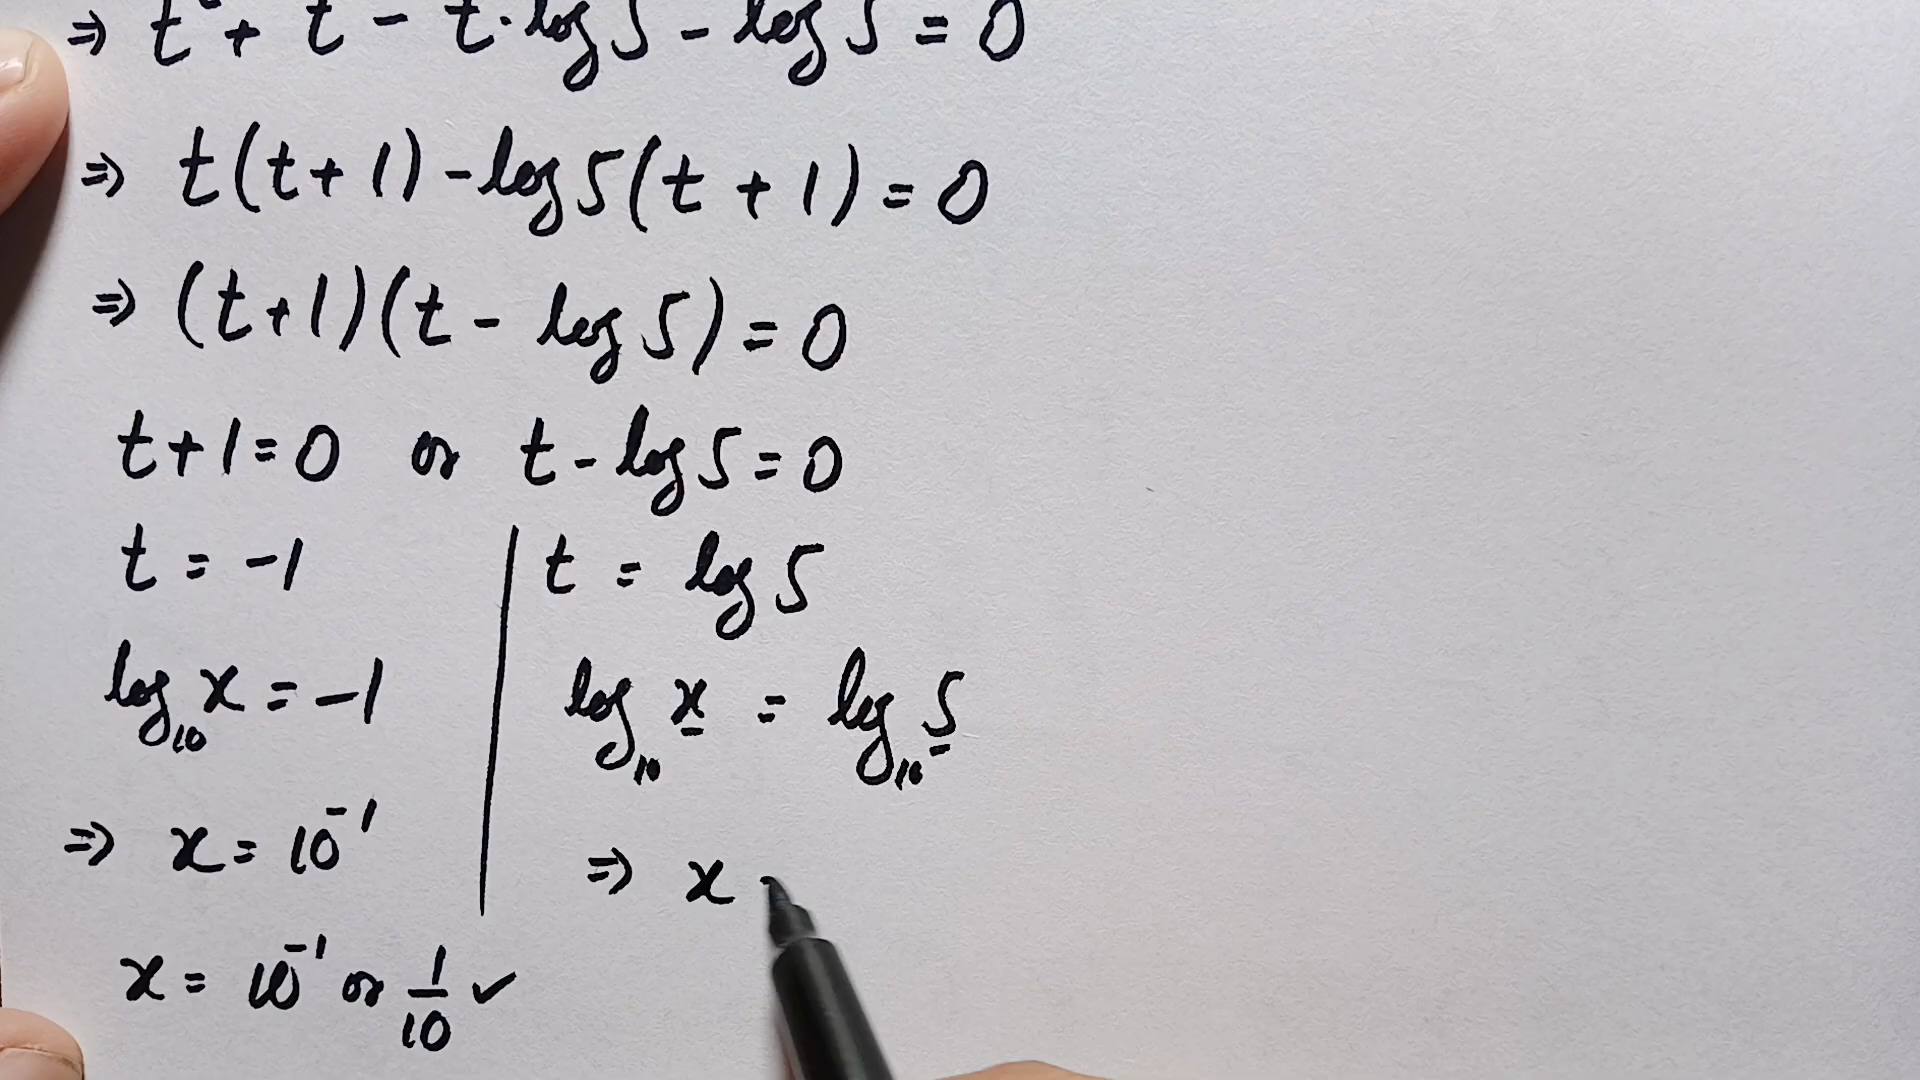 ⇒ t² + t - t·log 5 - log 5 = 0
⇒ t(t+1) - log 5(t + 1) = 0
⇒ (t+1)(t - log 5) = 0
t+1=0 or t - log 5 = 0
t = -1
log₁₀ x = -1
⇒ x = 10⁻¹
x = 10⁻¹ or 1/10 ✓
t = log 5
log₁₀ x = log₁₀ 5
⇒ x